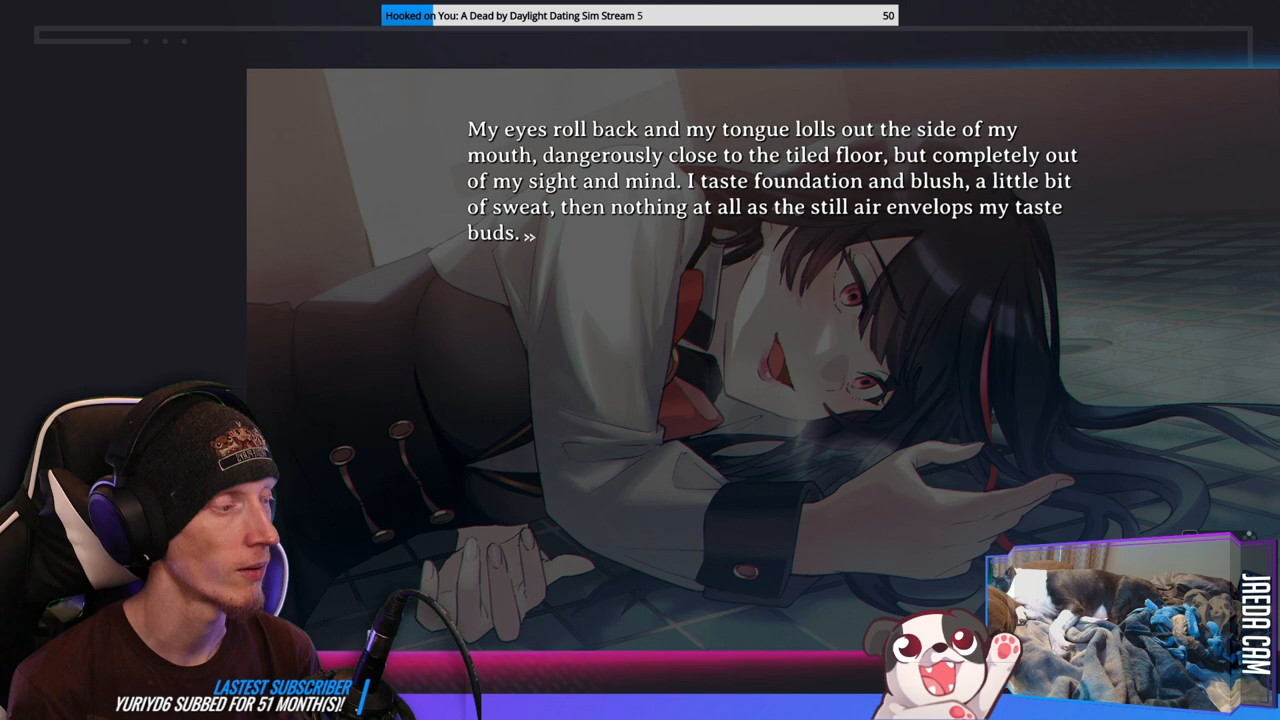 Hooked on You: A Dead by Daylight Dating Sim Stream 5
50
My eyes roll back and my tongue lolls out the side of my
mouth, dangerously close to the tiled floor, but completely out
of my sight and mind. I taste foundation and blush, a little bit
of sweat, then nothing at all as the still air envelops my taste
buds. »
JAEDA CAM
LASTEST SUBSCRIBER
YURIYD6 SUBBED FOR 51 MONTH(S)!